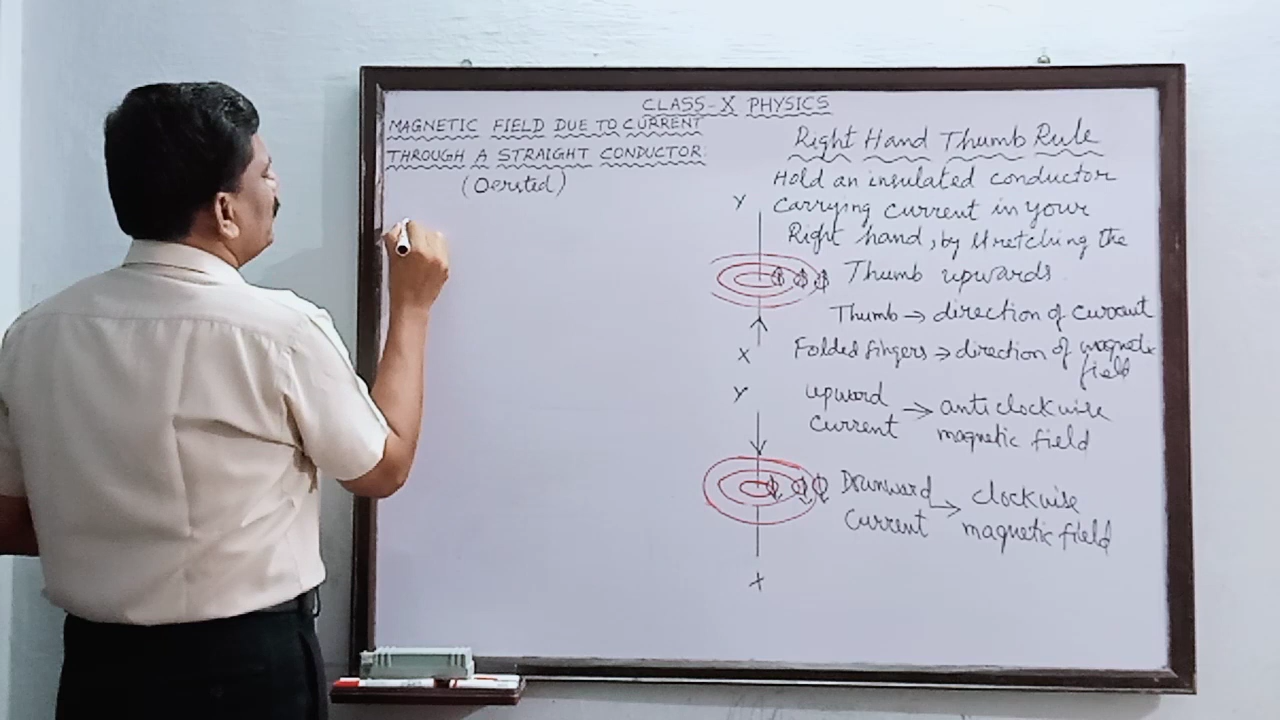 CLASS-X PHYSICS
MAGNETIC FIELD DUE TO CURRENT
THROUGH A STRAIGHT CONDUCTOR
(Oersted)
Right Hand Thumb Rule
Hold an insulated conductor
carrying current in your
Right hand, by stretching the
Thumb upwards
Thumb → direction of current
Folded fingers → direction of magnetic
field
Y
X
upward → anticlockwise
current magnetic field
Y
Downward → clockwise
current magnetic field
X